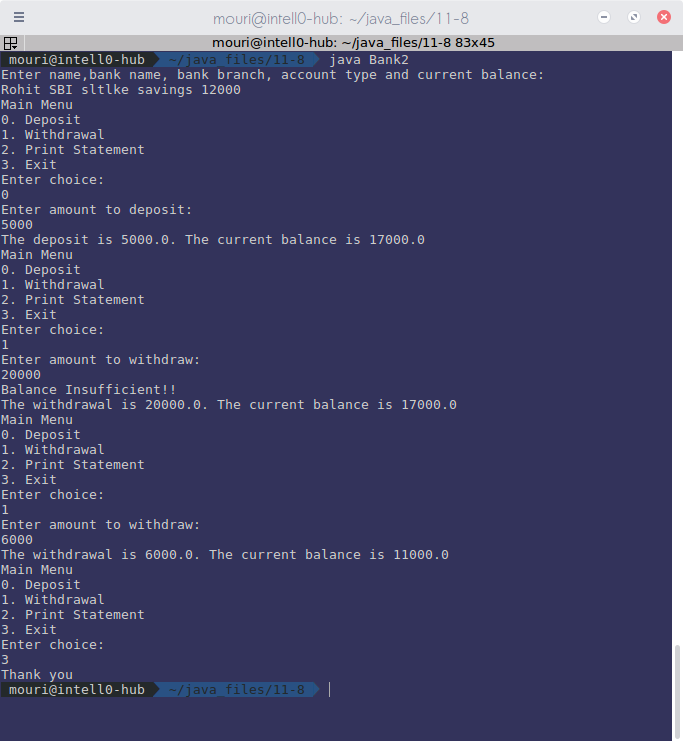 mouri@intell0-hub: ~/java_files/11-8
mouri@intell0-hub: ~/java_files/11-8 83x45
mouri@intell0-hub ~/java_files/11-8 java Bank2
Enter name,bank name, bank branch, account type and current balance:
Rohit SBI sltlke savings 12000
Main Menu
0. Deposit
1. Withdrawal
2. Print Statement
3. Exit
Enter choice:
0
Enter amount to deposit:
5000
The deposit is 5000.0. The current balance is 17000.0
Main Menu
0. Deposit
1. Withdrawal
2. Print Statement
3. Exit
Enter choice:
1
Enter amount to withdraw:
20000
Balance Insufficient!!
The withdrawal is 20000.0. The current balance is 17000.0
Main Menu
0. Deposit
1. Withdrawal
2. Print Statement
3. Exit
Enter choice:
1
Enter amount to withdraw:
6000
The withdrawal is 6000.0. The current balance is 11000.0
Main Menu
0. Deposit
1. Withdrawal
2. Print Statement
3. Exit
Enter choice:
3
Thank you
mouri@intell0-hub ~/java_files/11-8